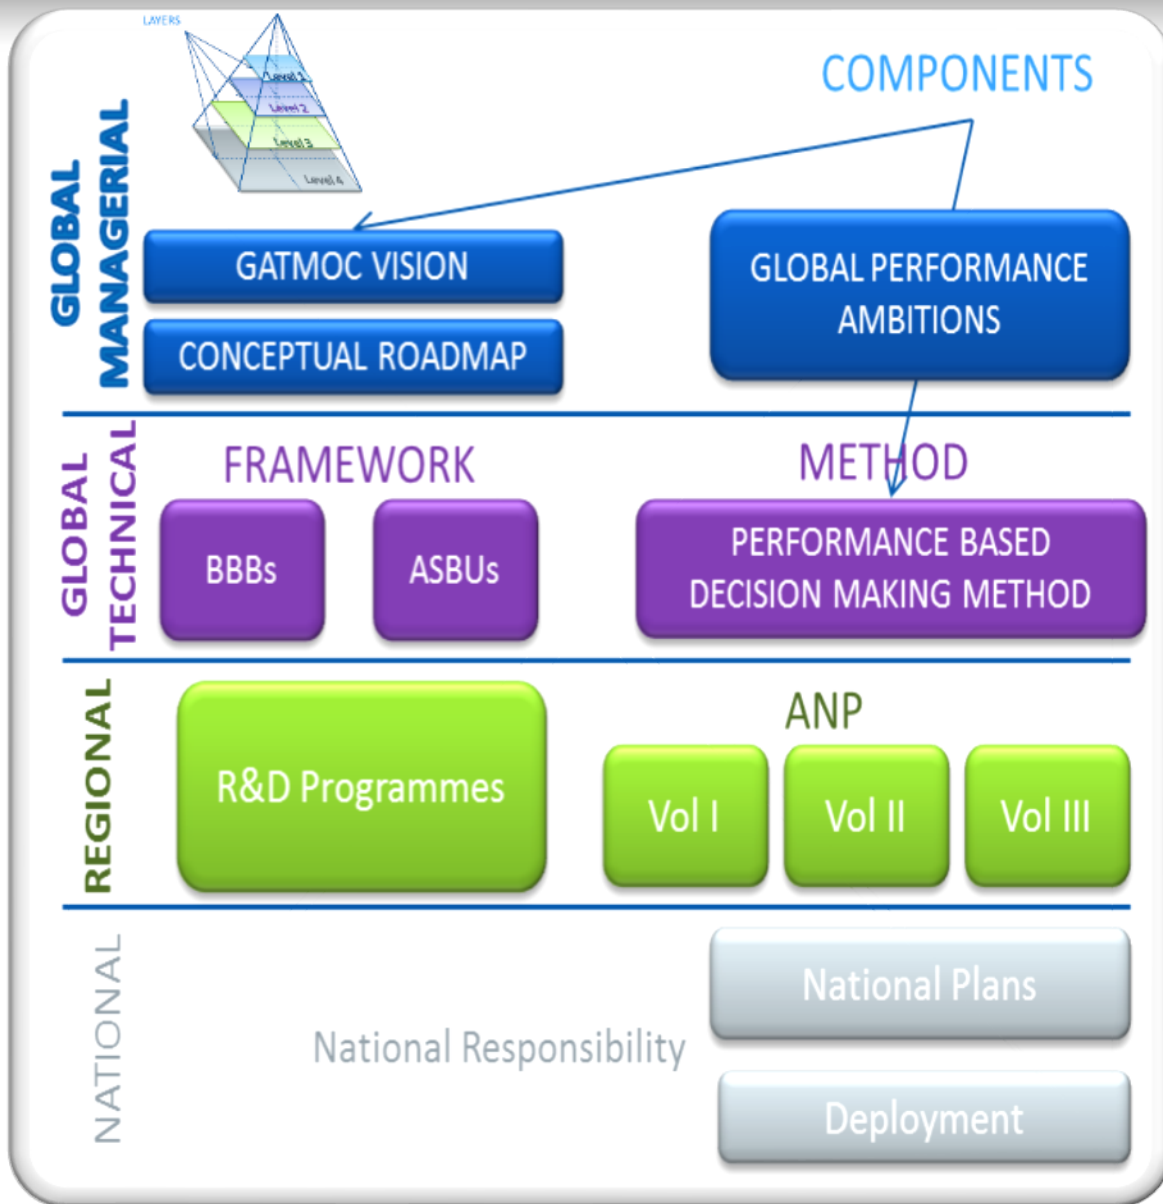 LAYERS
Level 1
Level 2
Level 3
Level 4
COMPONENTS
GLOBAL
MANAGERIAL
GATMOC VISION
CONCEPTUAL ROADMAP
GLOBAL PERFORMANCE
AMBITIONS
GLOBAL
TECHNICAL
FRAMEWORK
BBBs
ASBUs
METHOD
PERFORMANCE BASED
DECISION MAKING METHOD
REGIONAL
R&D Programmes
ANP
Vol I
Vol II
Vol III
NATIONAL
National Responsibility
National Plans
Deployment